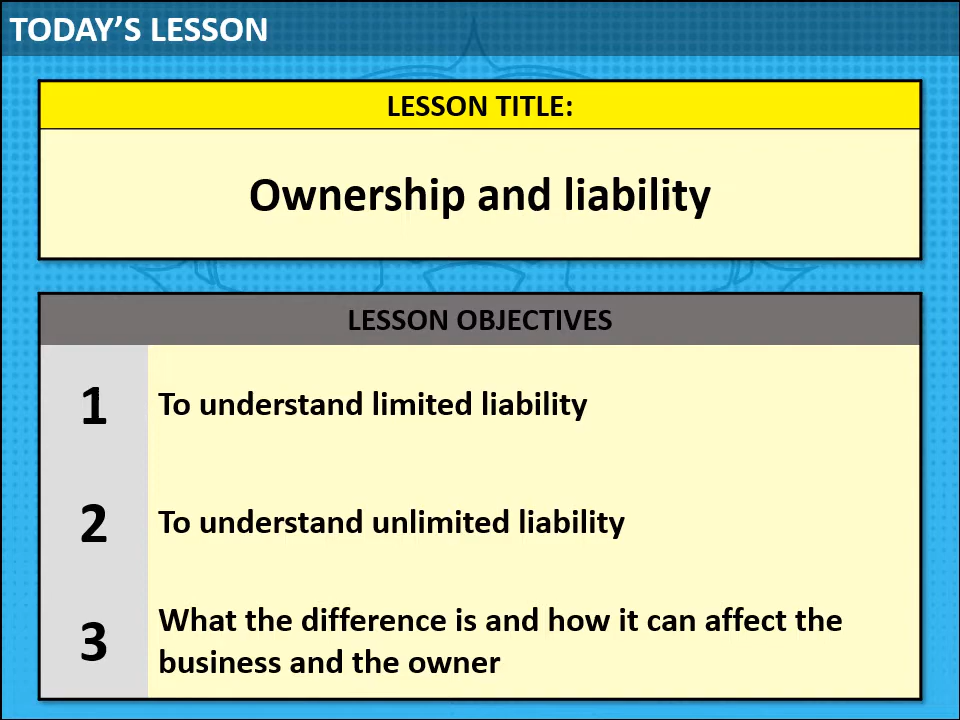 TODAY’S LESSON
LESSON TITLE:
Ownership and liability
LESSON OBJECTIVES
1 To understand limited liability
2 To understand unlimited liability
3 What the difference is and how it can affect the
business and the owner